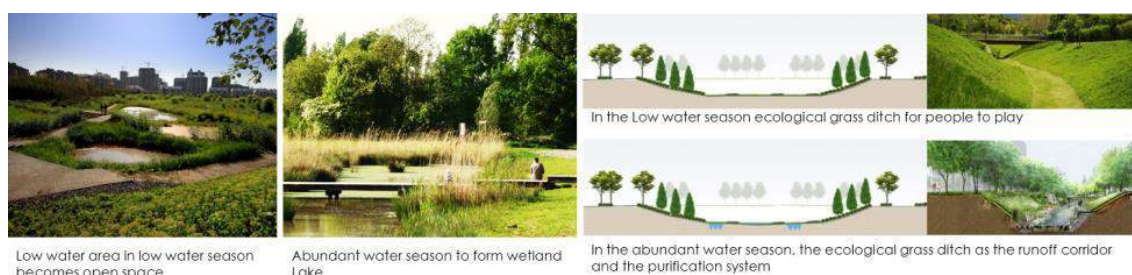 Low water area in low water season
becomes open space
Abundant water season to form wetland
Lake
In the Low water season ecological grass ditch for people to play
In the abundant water season, the ecological grass ditch as the runoff corridor
and the purification system